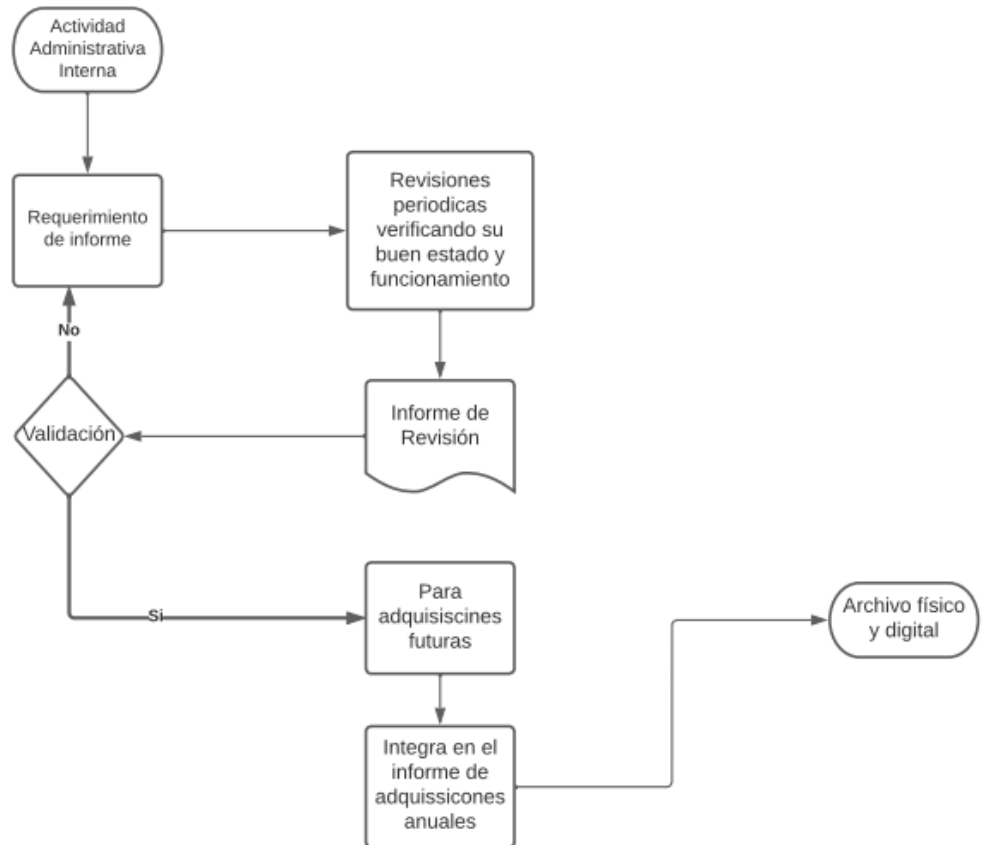 Actividad
Administrativa
Interna
Requerimiento
de informe
Revisiones
periodicas
verificando su
buen estado y
funcionamiento
No
Validación
Informe de
Revisión
Si
Para
adquisiscines
futuras
Archivo físico
y digital
Integra en el
informe de
adquissicones
anuales